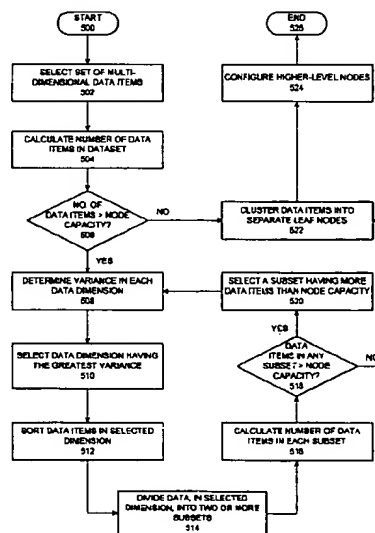 START
500
SELECT SET OF MULTI-
DIMENSIONAL DATA ITEMS
502
CALCULATE NUMBER OF DATA
ITEMS IN DATASET
504
NO. OF
DATA ITEMS > NODE
CAPACITY?
506
NO
YES
DETERMINE VARIANCE IN EACH
DATA DIMENSION
508
SELECT DATA DIMENSION HAVING
THE GREATEST VARIANCE
510
SORT DATA ITEMS IN SELECTED
DIMENSION
512
DIVIDE DATA, IN SELECTED
DIMENSION, INTO TWO OR MORE
SUBSETS
514
CALCULATE NUMBER OF DATA
ITEMS IN EACH SUBSET
516
DATA
ITEMS IN ANY
SUBSET > NODE
CAPACITY?
518
NO
YES
SELECT A SUBSET HAVING MORE
DATA ITEMS THAN NODE CAPACITY
520
CLUSTER DATA ITEMS INTO
SEPARATE LEAF NODES
522
CONFIGURE HIGHER-LEVEL NODES
524
END
526